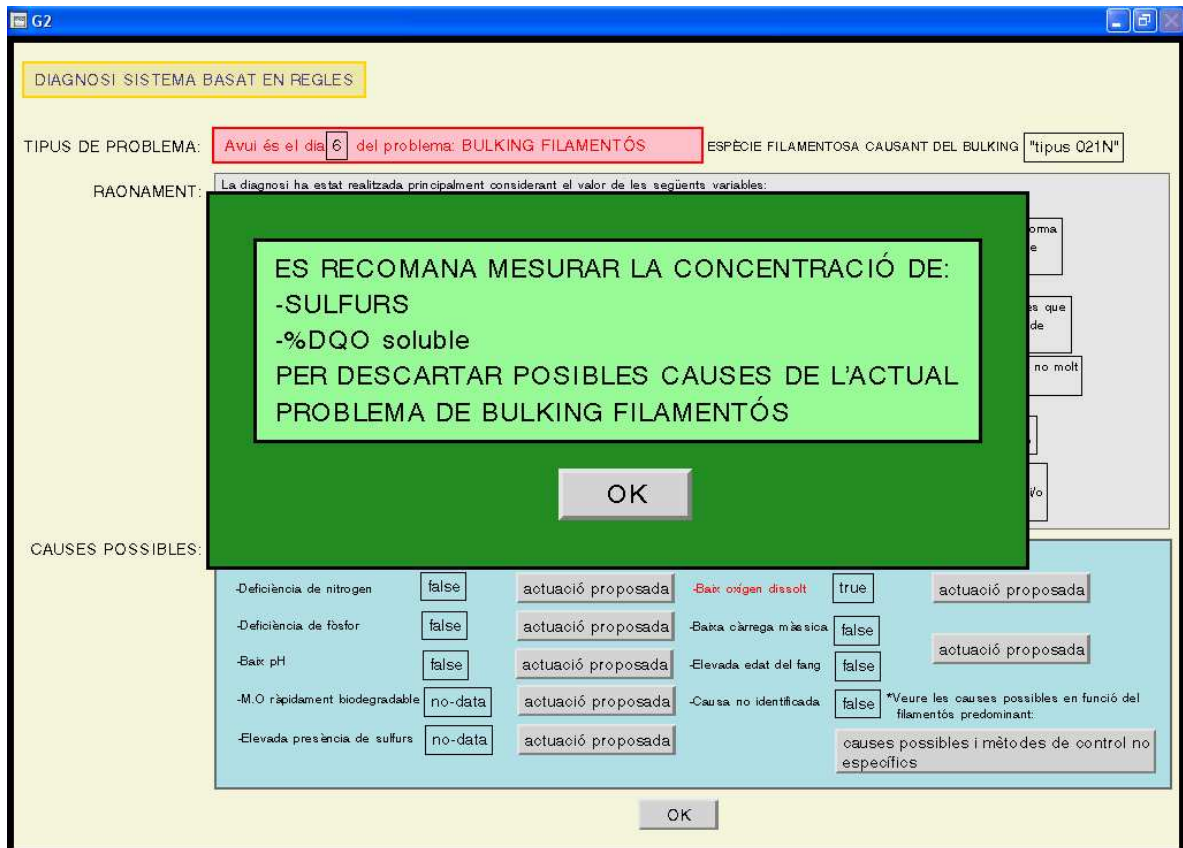 G2
DIAGNOSI SISTEMA BASAT EN REGLES
TIPUS DE PROBLEMA: Avui és el dia 6 del problema: BULKING FILAMENTÓS ESPÈCIE FILAMENTOSA CAUSANT DEL BULKING "tipus 021N"
RAONAMENT: La diagnosi ha estat realitzada principalment considerant el valor de les següents variables:
ES RECOMANA MESURAR LA CONCENTRACIÓ DE:
-SULFURS
-%DQO soluble
PER DESCARTAR POSIBLES CAUSES DE L'ACTUAL
PROBLEMA DE BULKING FILAMENTÓS
OK
que
de
no molt
i/o
CAUSES POSSIBLES:
-Deficiència de nitrogen false actuació proposada -Baix oxígen dissolt true actuació proposada
-Deficiència de fòsfor false actuació proposada -Baixa càrrega màssica false
actuació proposada
-Baix pH false actuació proposada -Elevada edat del fang false
-M.O ràpidament biodegradable no-data actuació proposada -Causa no identificada false *Veure les causes possibles en funció del
filamentós predominant:
-Elevada presència de sulfurs no-data actuació proposada causes possibles i mètodes de control no
específics
OK